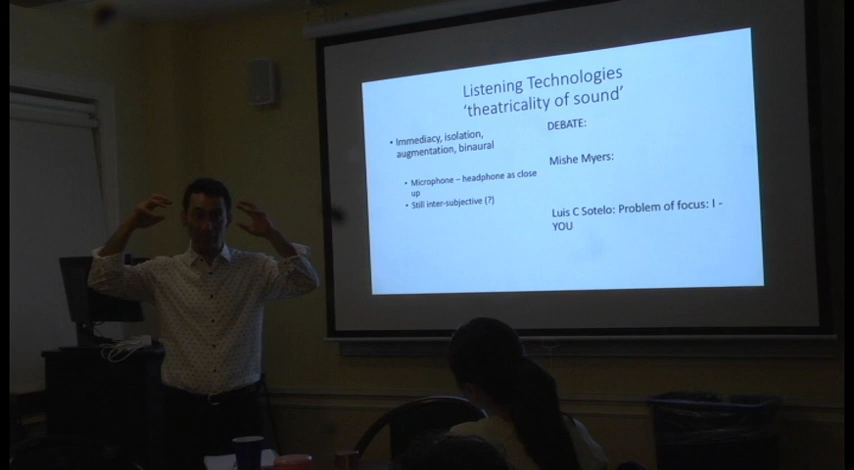 Listening Technologies
'theatricality of sound'
• Immediacy, isolation,
augmentation, binaural
• Microphone – headphone as close
up
• Still inter-subjective (?)
DEBATE:
Mishe Myers:
Luis C Sotelo: Problem of focus: I -
YOU